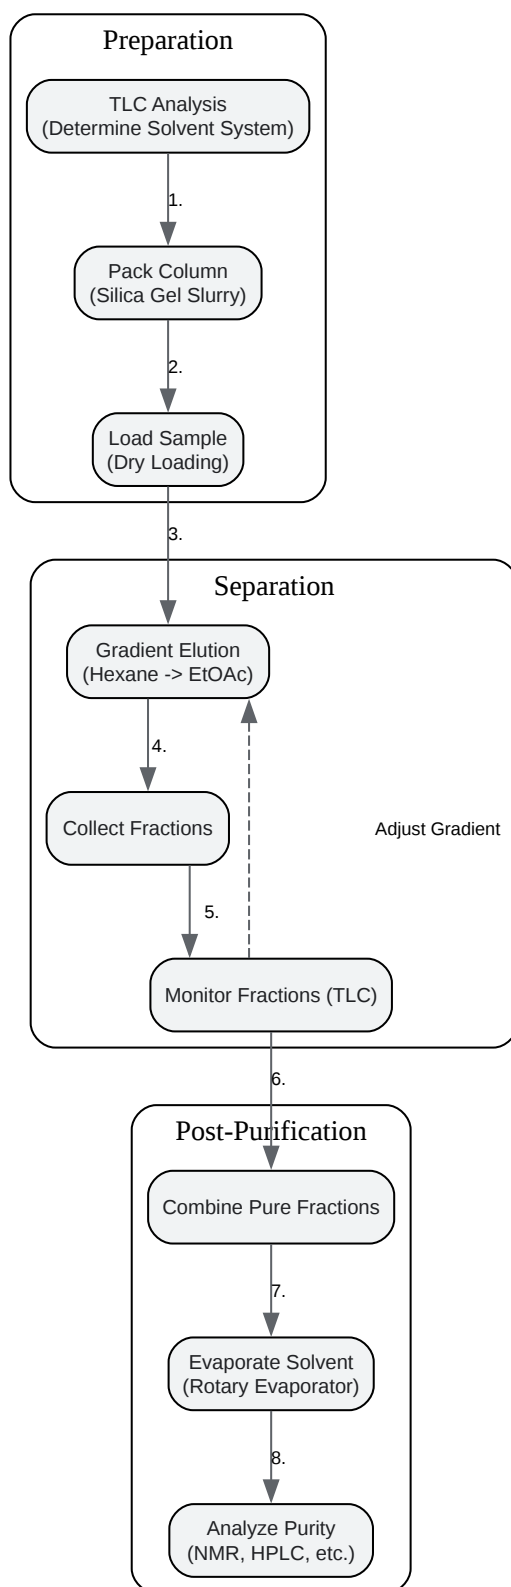 Preparation
TLC Analysis
(Determine Solvent System)
1.
Pack Column
(Silica Gel Slurry)
2.
Load Sample
(Dry Loading)
3.
Separation
Gradient Elution
(Hexane -> EtOAc)
4.
Collect Fractions
Adjust Gradient
5.
Monitor Fractions (TLC)
6.
Post-Purification
Combine Pure Fractions
7.
Evaporate Solvent
(Rotary Evaporator)
8.
Analyze Purity
(NMR, HPLC, etc.)